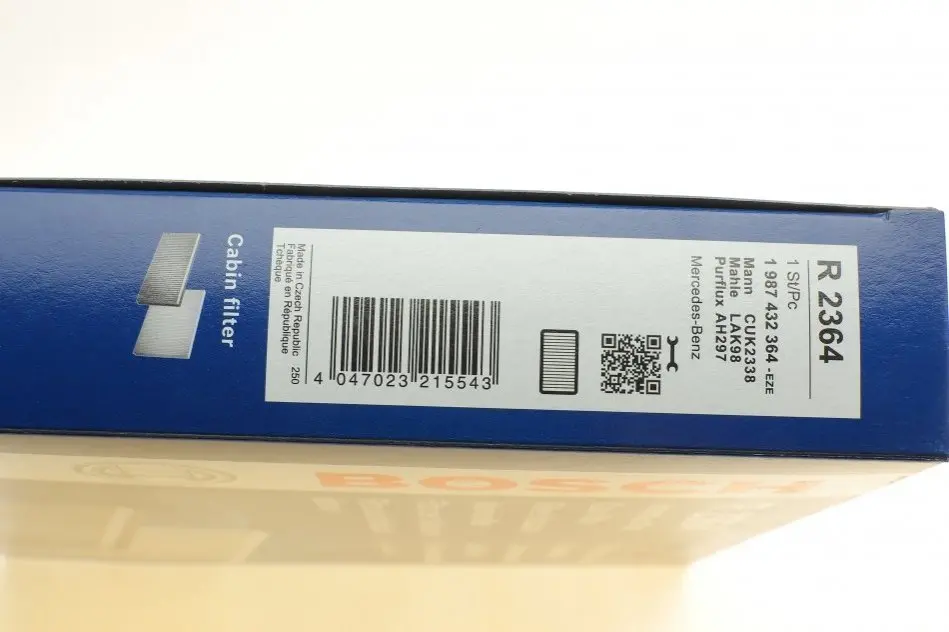 Cabin filter
R 2364
1 St/Pc
1 987 432 364 -EZE
Mann CUK2338
Mahle LAK98
Purflux AH297
Mercedes-Benz
4 047023 215543
Made in Czech Republic 250
Fabriqué en République
Tchèque
BOSCH